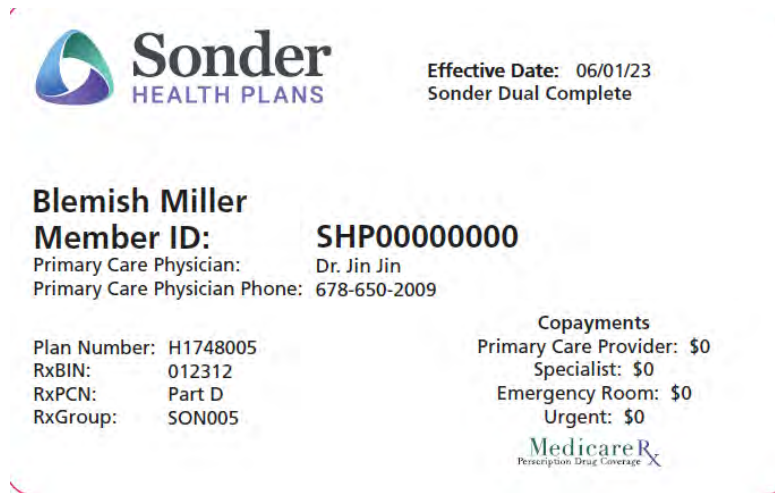 Sonder
HEALTH PLANS
Effective Date: 06/01/23
Sonder Dual Complete
Blemish Miller
Member ID: SHP00000000
Primary Care Physician: Dr. Jin Jin
Primary Care Physician Phone: 678-650-2009
Plan Number: H1748005
RxBIN: 012312
RxPCN: Part D
RxGroup: SON005
Copayments
Primary Care Provider: $0
Specialist: $0
Emergency Room: $0
Urgent: $0
MedicareRx
Perscription Drug Coverage